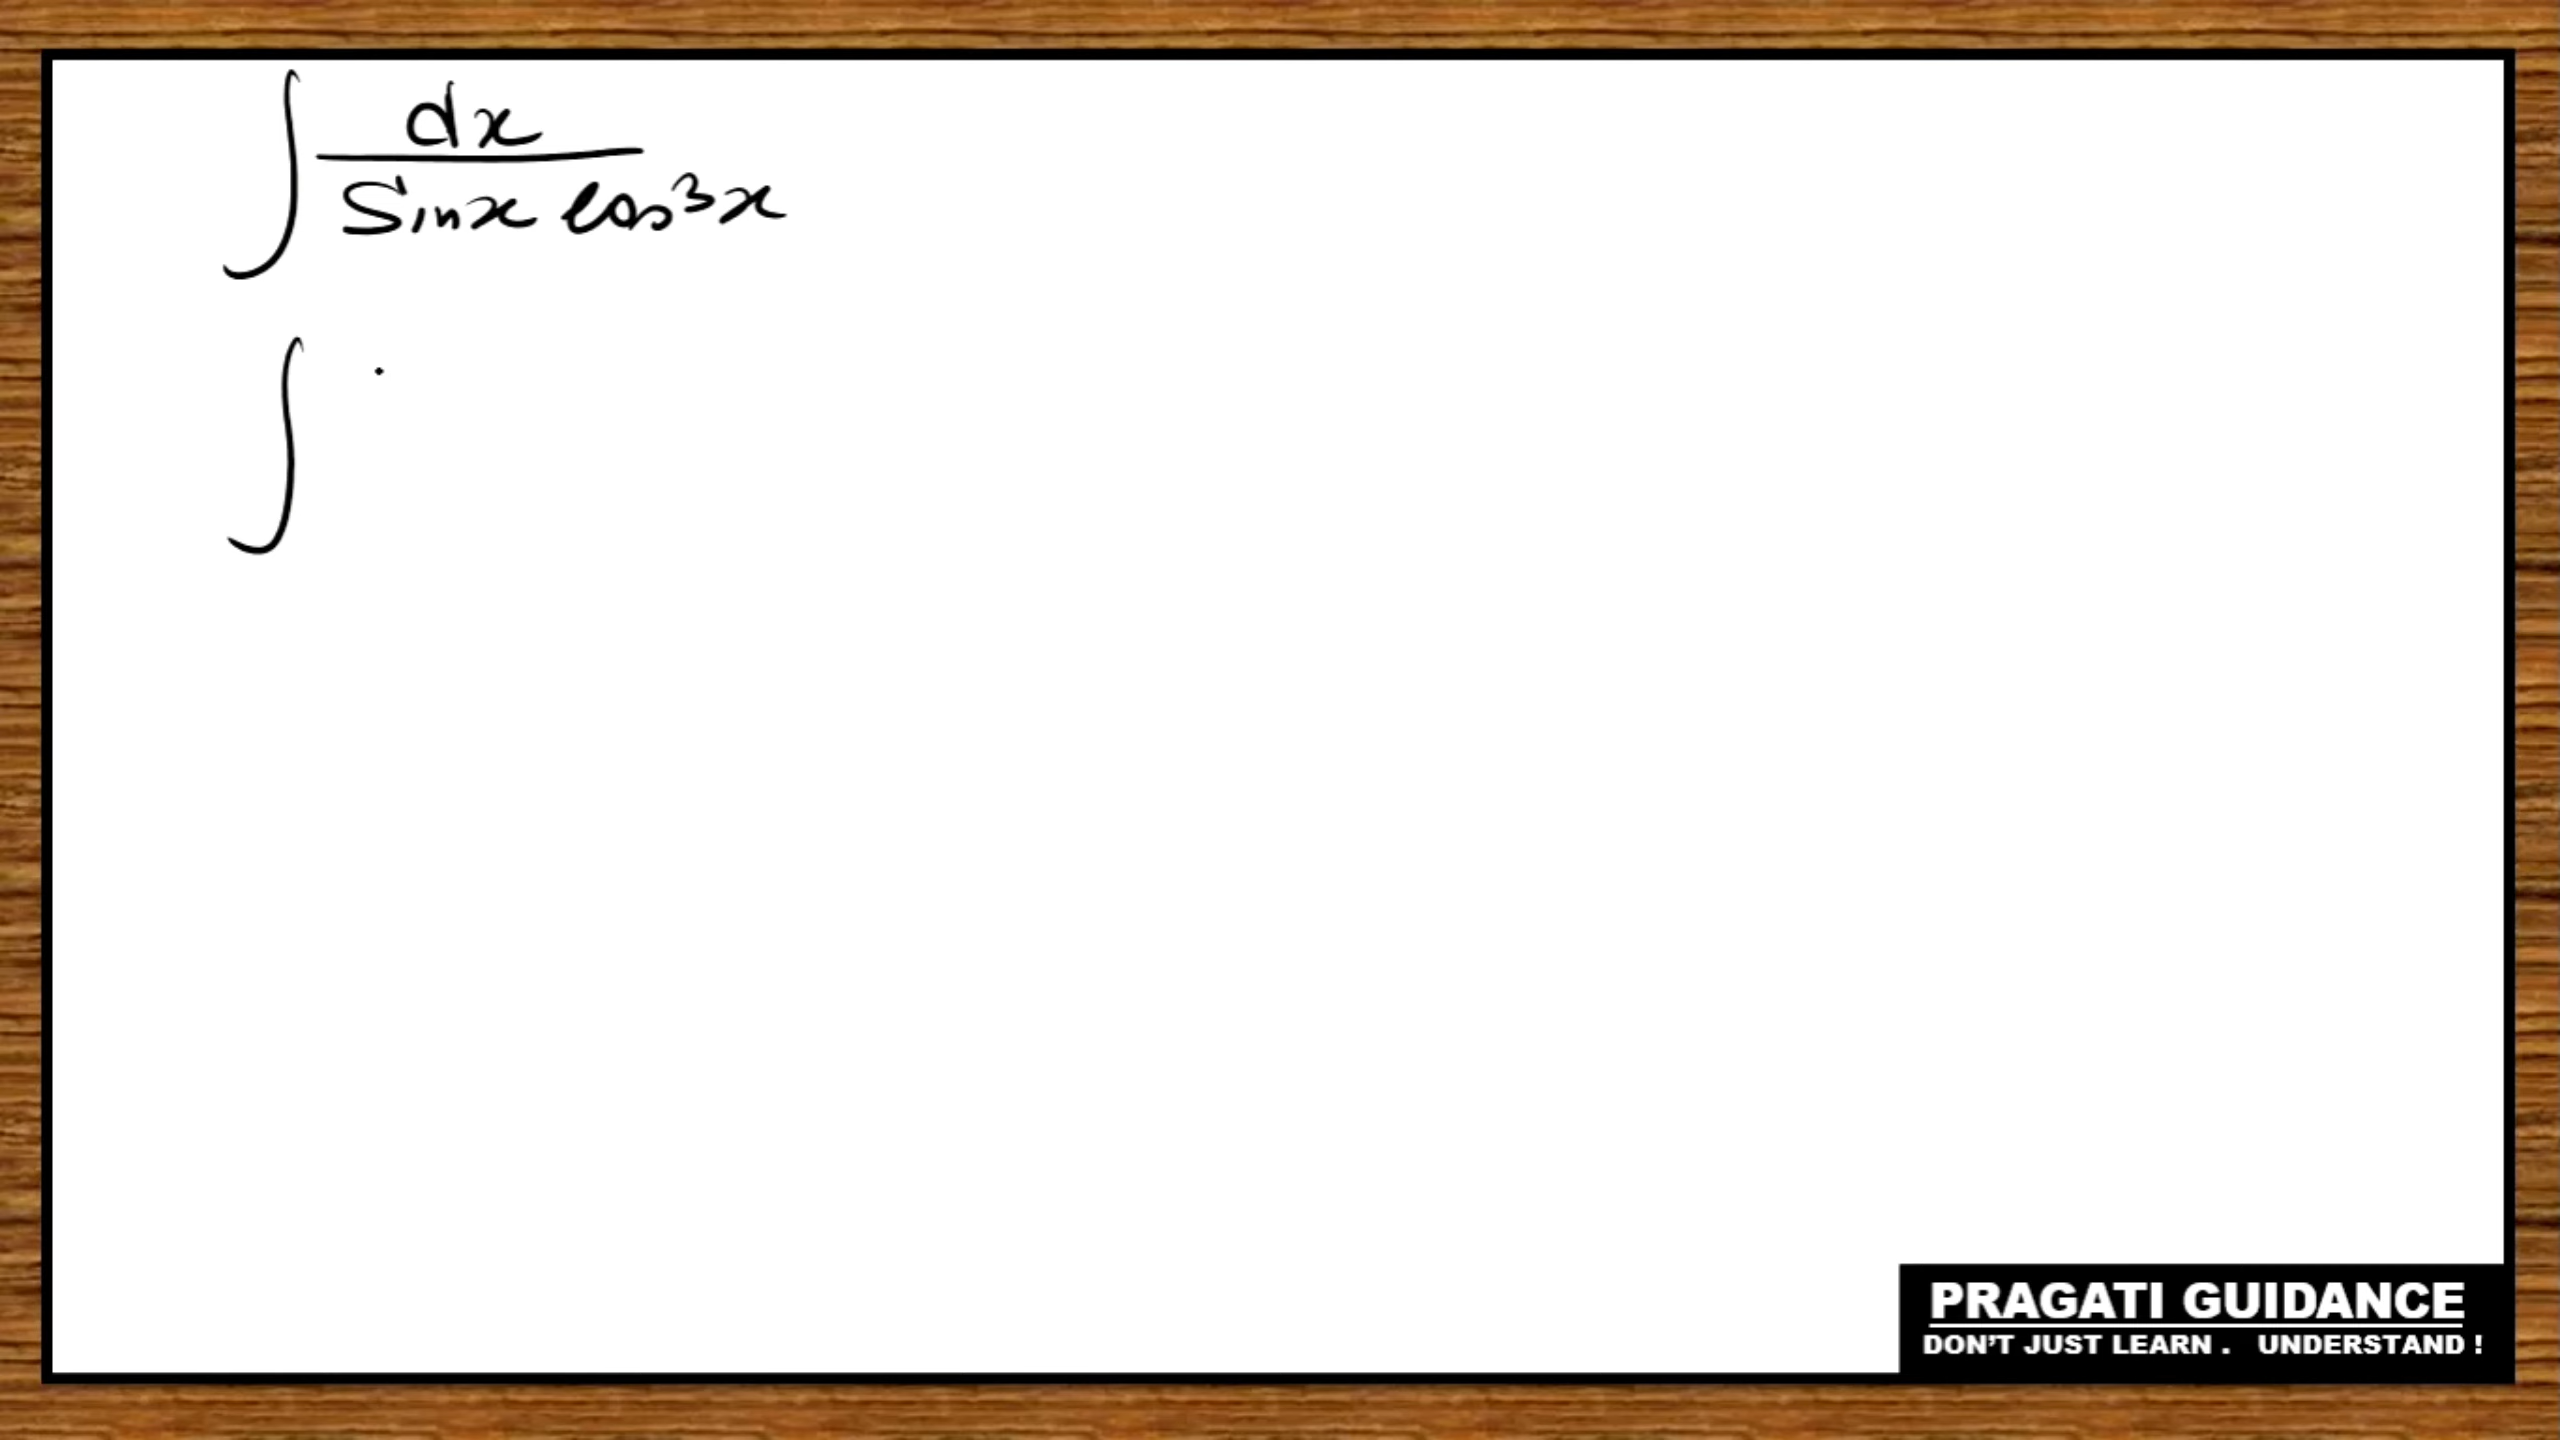 ∫ dx
Sinx cos³x
∫ .
PRAGATI GUIDANCE
DON'T JUST LEARN . UNDERSTAND !